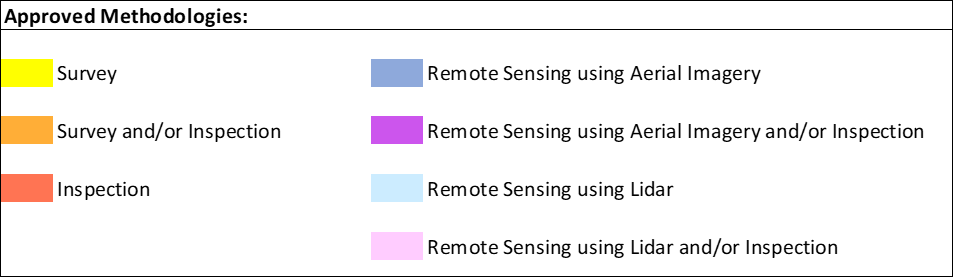 Approved Methodologies:
Survey
Remote Sensing using Aerial Imagery
Survey and/or Inspection
Remote Sensing using Aerial Imagery and/or Inspection
Inspection
Remote Sensing using Lidar
Remote Sensing using Lidar and/or Inspection